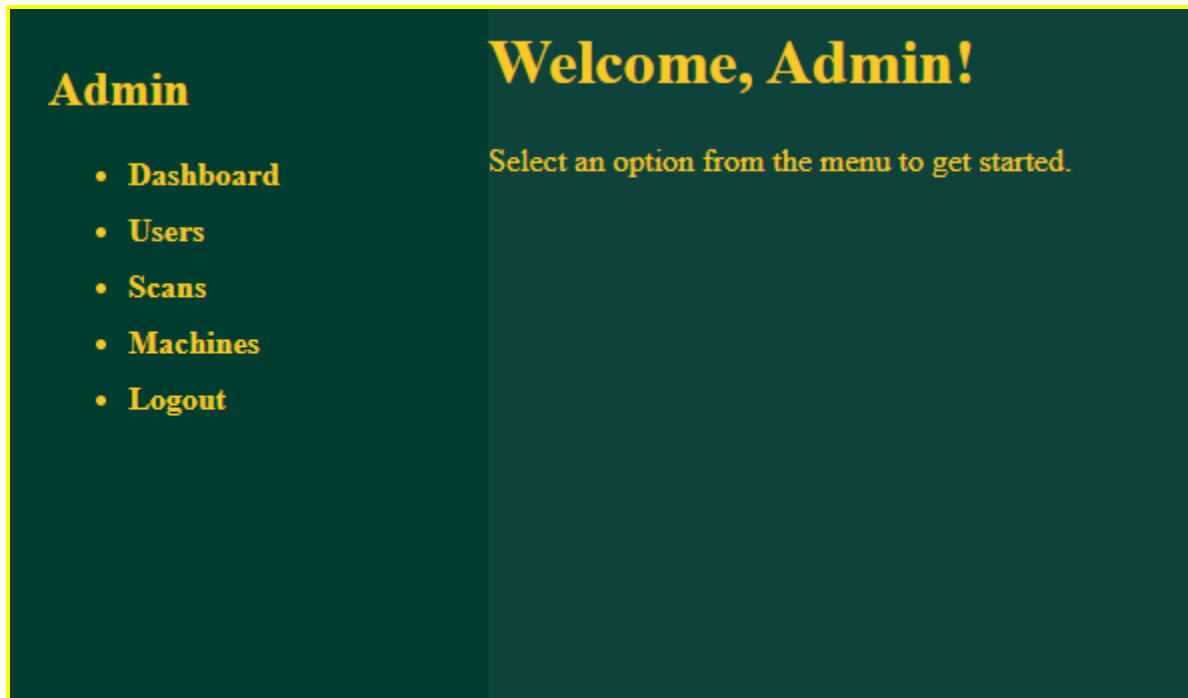 Admin
Dashboard
Users
Scans
Machines
Logout
Welcome, Admin!
Select an option from the menu to get started.